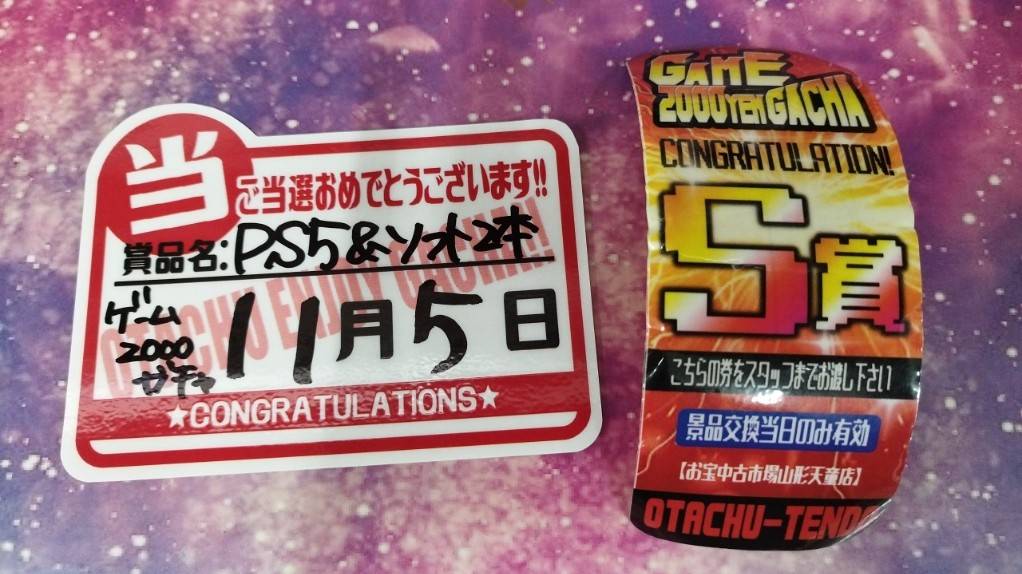 当
ご当選おめでとうございます!!
賞品名:PS5&ソフト2本
OTACHU ENJOY GACHA!!
ゲーム
2000
ガチャ
11月5日
★CONGRATULATIONS★
GAME
2000YEN GACHA
CONGRATULATION!
S賞
こちらの券をスタッフまでお渡し下さい
景品交換当日のみ有効
【お宝中古市場山形天童店】
OTACHU-TENDO